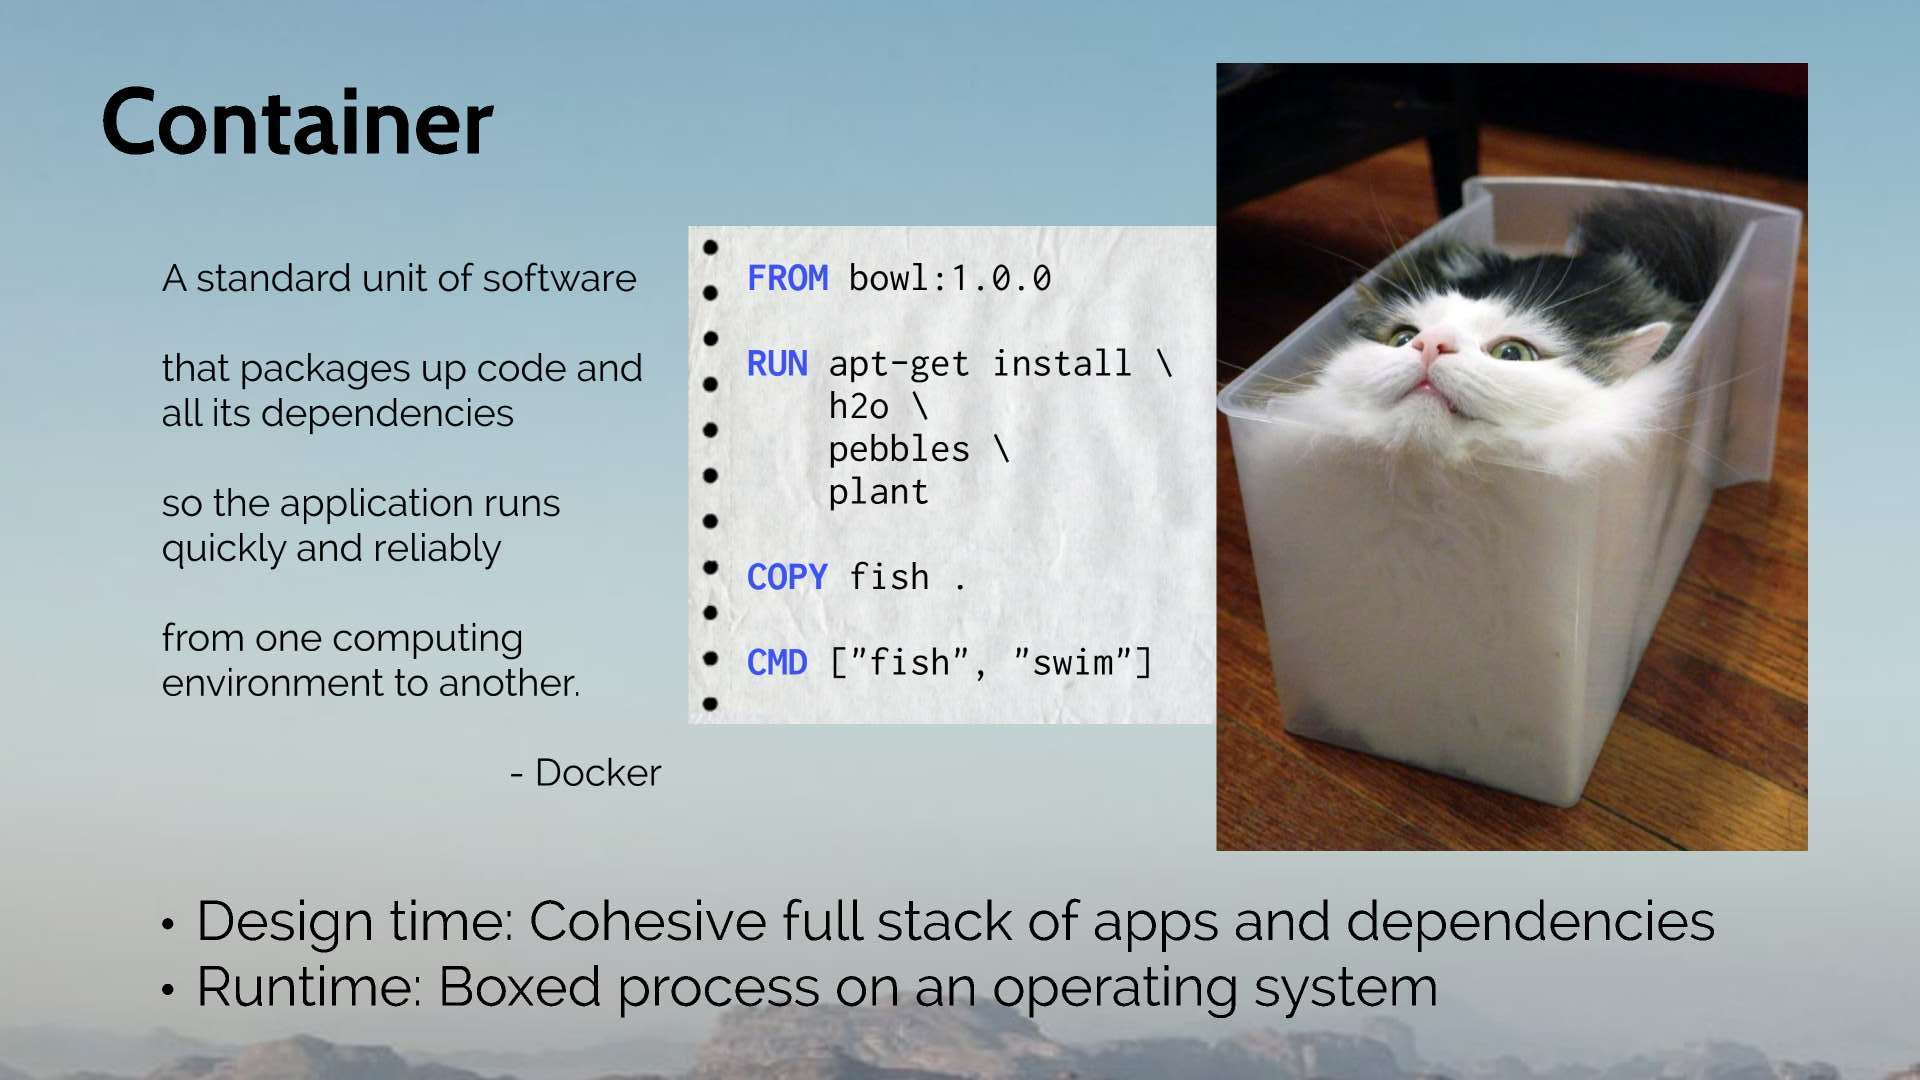 Container
A standard unit of software
that packages up code and
all its dependencies
so the application runs
quickly and reliably
from one computing
environment to another.
- Docker
FROM bowl:1.0.0
RUN apt-get install \
h2o \
pebbles \
plant
COPY fish .
CMD ["fish", "swim"]
• Design time: Cohesive full stack of apps and dependencies
• Runtime: Boxed process on an operating system